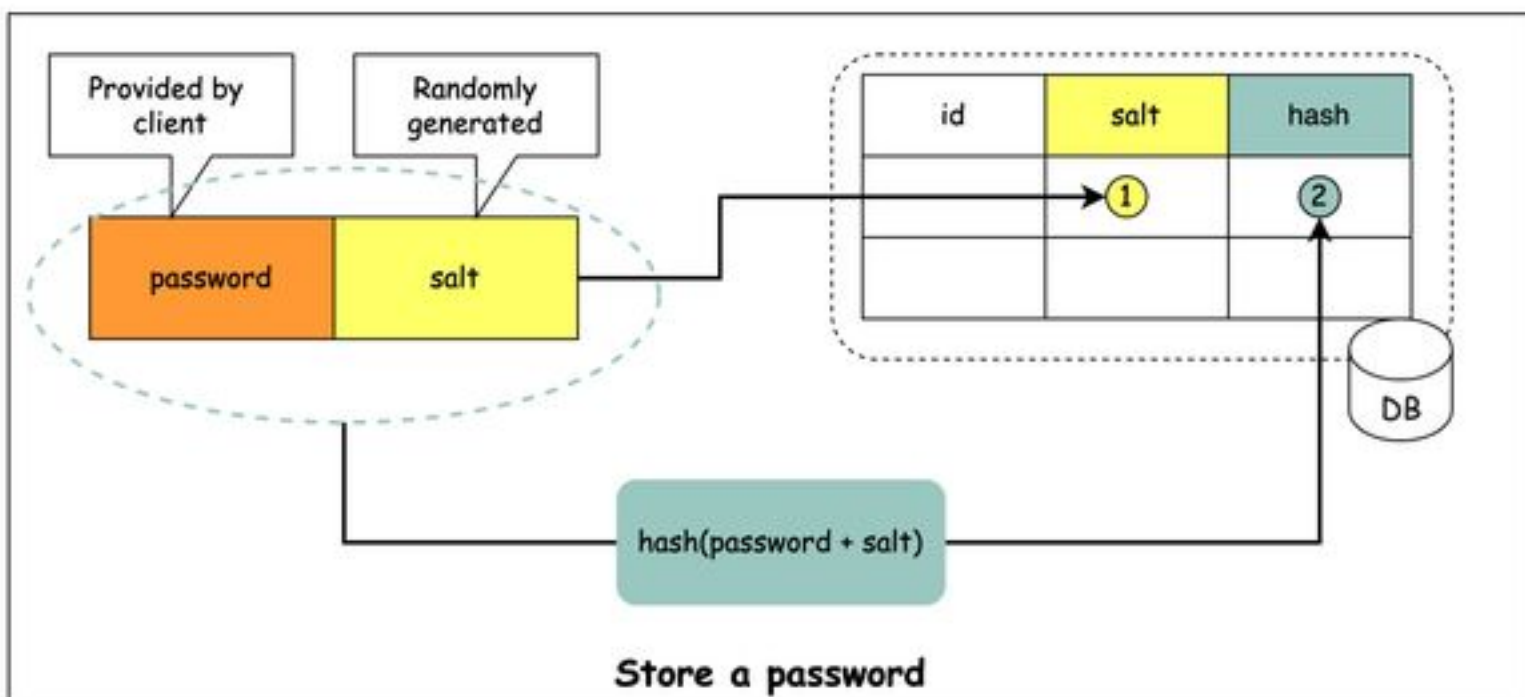 Provided by
client
Randomly
generated
id
salt
hash
1
2
password
salt
DB
hash(password + salt)
Store a password